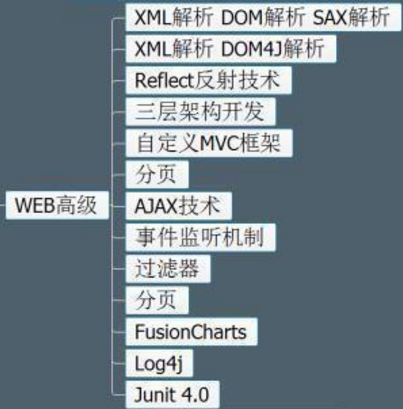 XML解析 DOM解析 SAX解析
XML解析 DOM4J解析
Reflect反射技术
三层架构开发
自定义MVC框架
分页
WEB高级
AJAX技术
事件监听机制
过滤器
分页
FusionCharts
Log4j
Junit 4.0